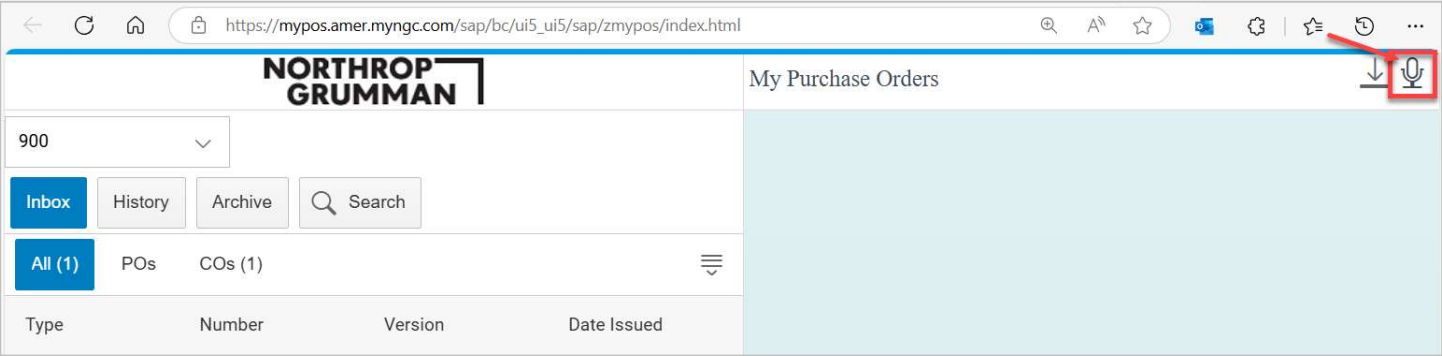 https://mypos.amer.myngc.com/sap/bc/ui5_ui5/sap/zmypos/index.html
NORTHROP
GRUMMAN
My Purchase Orders
900
Inbox History Archive Search
All (1) POs COs (1)
Type Number Version Date Issued